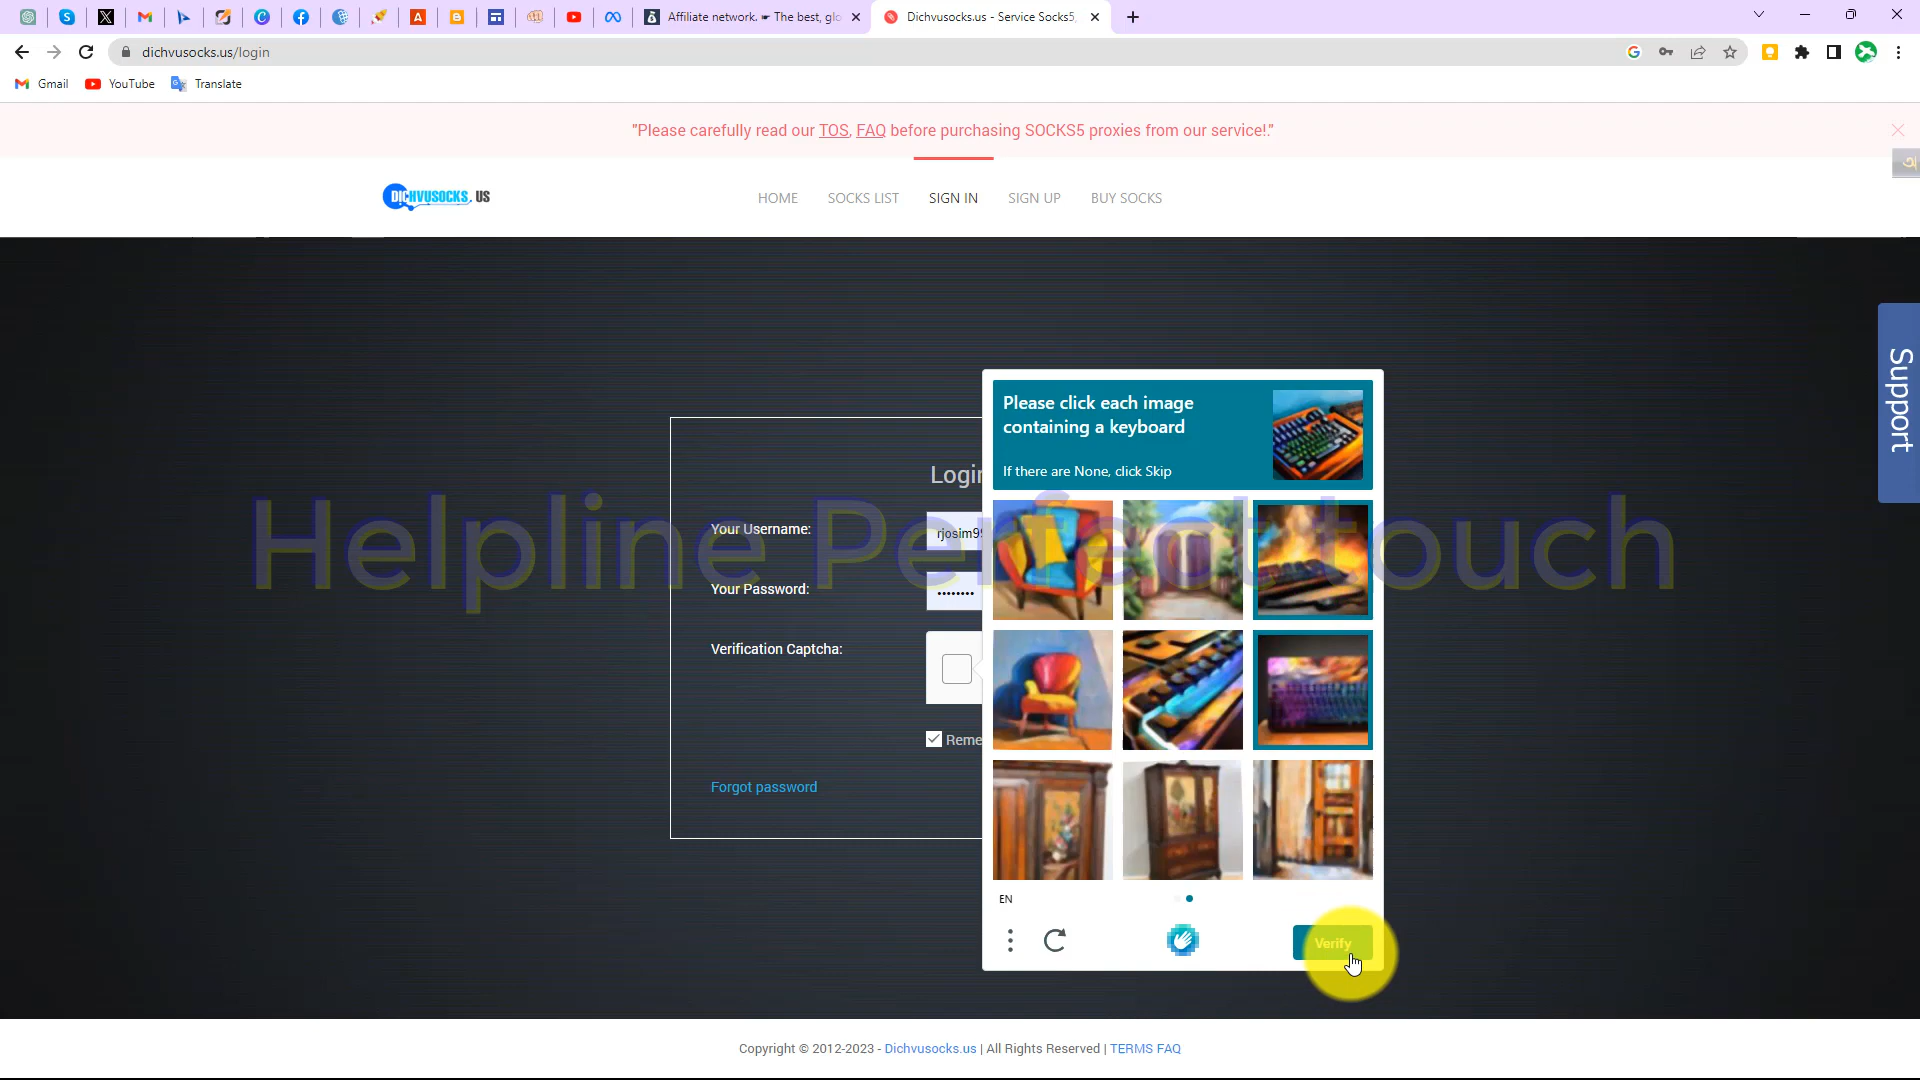 Affiliate network. ☛ The best, glo
Dichvusocks.us - Service Socks5,
dichvusocks.us/login
Gmail
YouTube
Translate
"Please carefully read our TOS, FAQ before purchasing SOCKS5 proxies from our service!."
অ
DICHVUSOCKS. US
HOME
SOCKS LIST
SIGN IN
SIGN UP
BUY SOCKS
Support
Please click each image
containing a keyboard
If there are None, click Skip
Login
Helpline Perfect touch
Your Username:
rjosim99
Your Password:
••••••••
Verification Captcha:
Reme
Forgot password
EN
Verify
Copyright © 2012-2023 - Dichvusocks.us | All Rights Reserved | TERMS FAQ